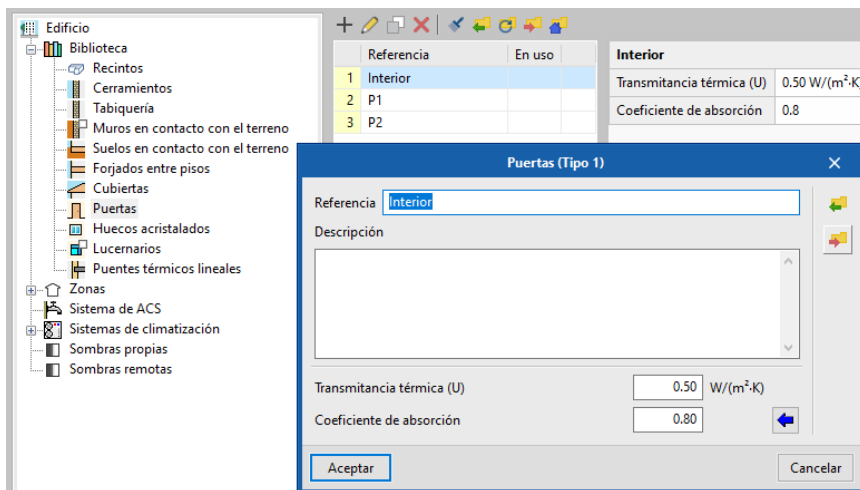 Edificio
Biblioteca
Recintos
Cerramientos
Tabiquería
Muros en contacto con el terreno
Suelos en contacto con el terreno
Forjados entre pisos
Cubiertas
Puertas
Huecos acristalados
Lucernarios
Puentes térmicos lineales
Zonas
Sistema de ACS
Sistemas de climatización
Sombras propias
Sombras remotas
Referencia En uso
1 Interior
2 P1
3 P2
Interior
Transmitancia térmica (U) 0.50 W/(m²·K)
Coeficiente de absorción 0.8
Puertas (Tipo 1)
Referencia Interior
Descripción
Transmitancia térmica (U) 0.50 W/(m²·K)
Coeficiente de absorción 0.80
Aceptar Cancelar